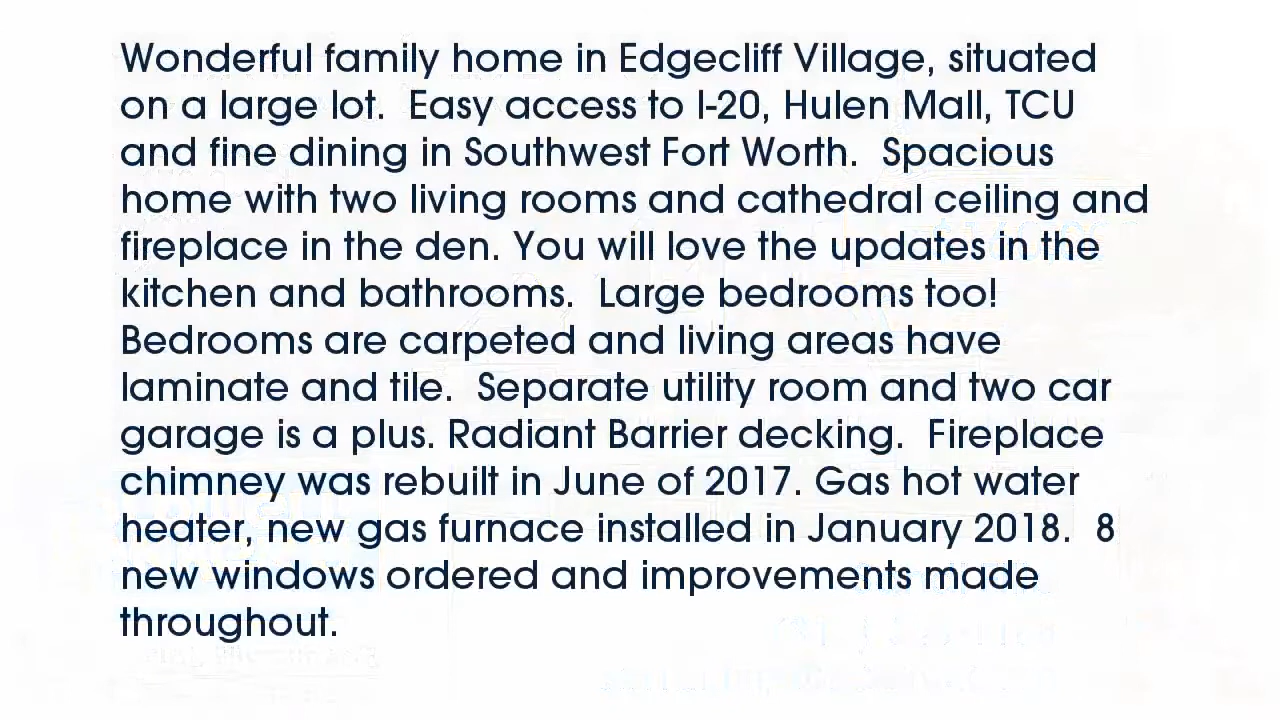 Wonderful family home in Edgecliff Village, situated
on a large lot.  Easy access to I-20, Hulen Mall, TCU
and fine dining in Southwest Fort Worth.  Spacious
home with two living rooms and cathedral ceiling and
fireplace in the den. You will love the updates in the
kitchen and bathrooms.  Large bedrooms too!
Bedrooms are carpeted and living areas have
laminate and tile.  Separate utility room and two car
garage is a plus. Radiant Barrier decking.  Fireplace
chimney was rebuilt in June of 2017. Gas hot water
heater, new gas furnace installed in January 2018.  8
new windows ordered and improvements made
throughout.